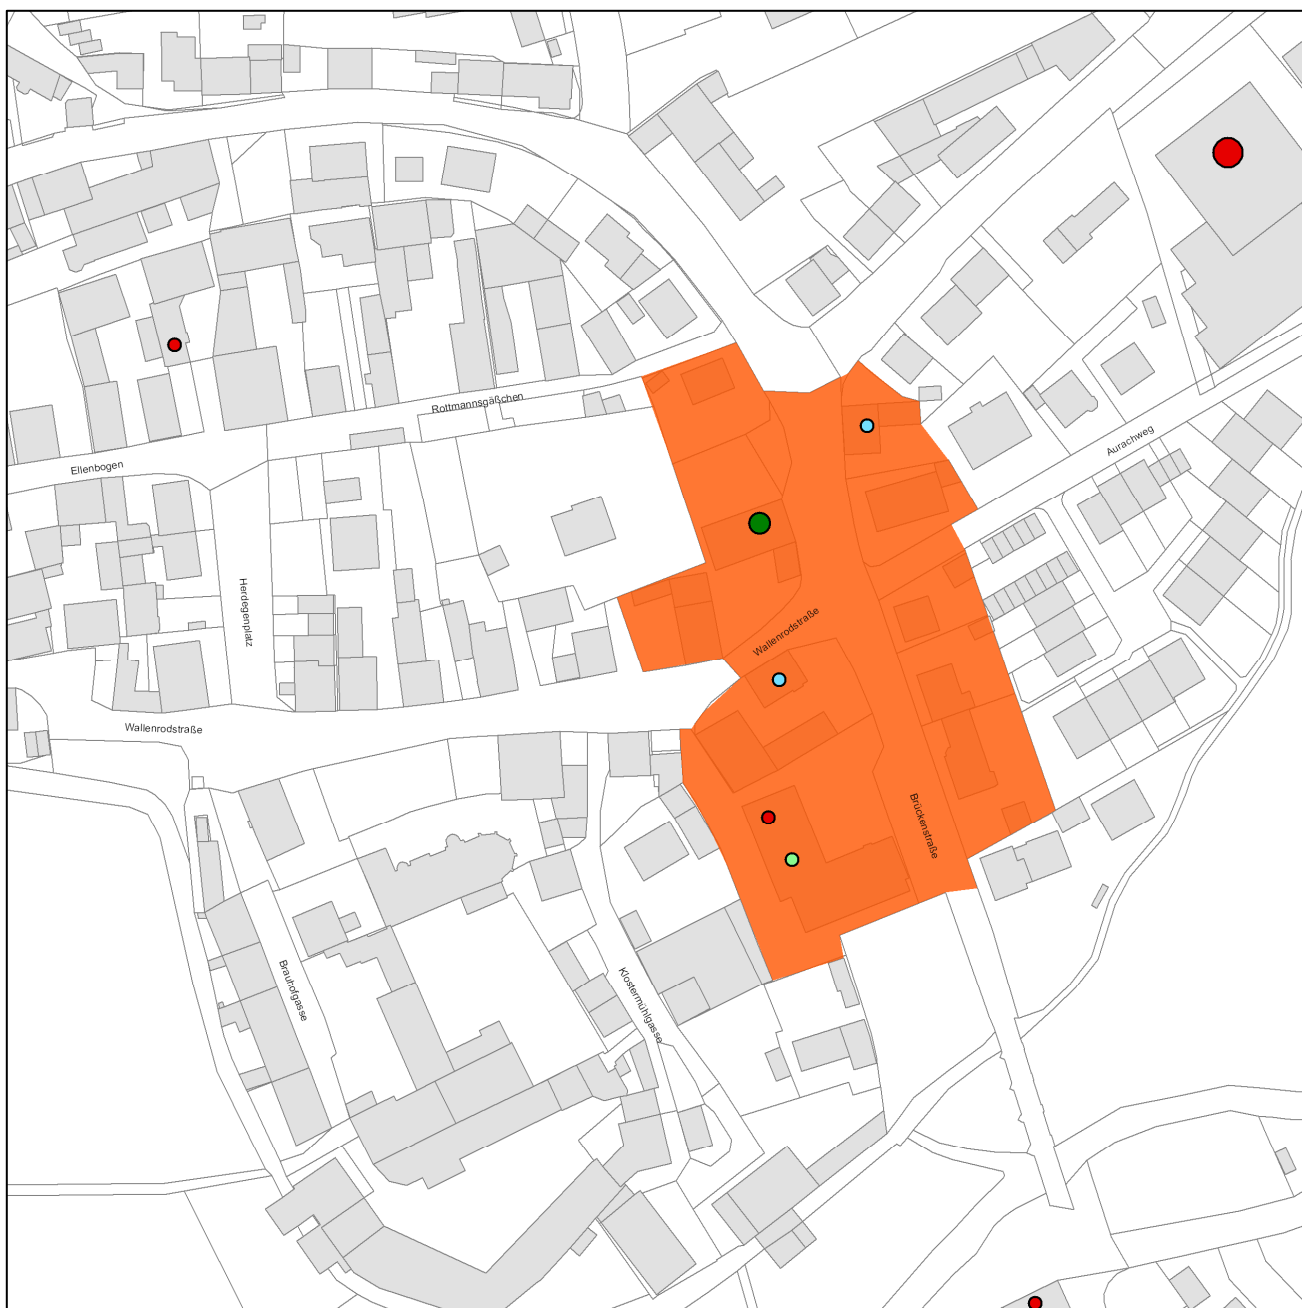 Rottmannsgäßchen
Aurachweg
Ellenbogen
Herdegenplatz
Wallenrodstraße
Wallenrodstraße
Brückenstraße
Brauhofgasse
Klostermühlgasse